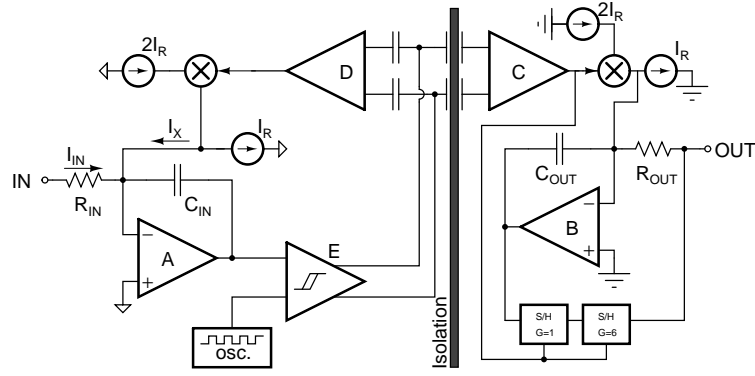 2I_R
2I_R
D
C
I_R
I_X
I_R
I_IN
IN
R_IN
C_IN
C_OUT
R_OUT
OUT
A
B
E
Isolation
S/H
G=1
S/H
G=6
OSC.